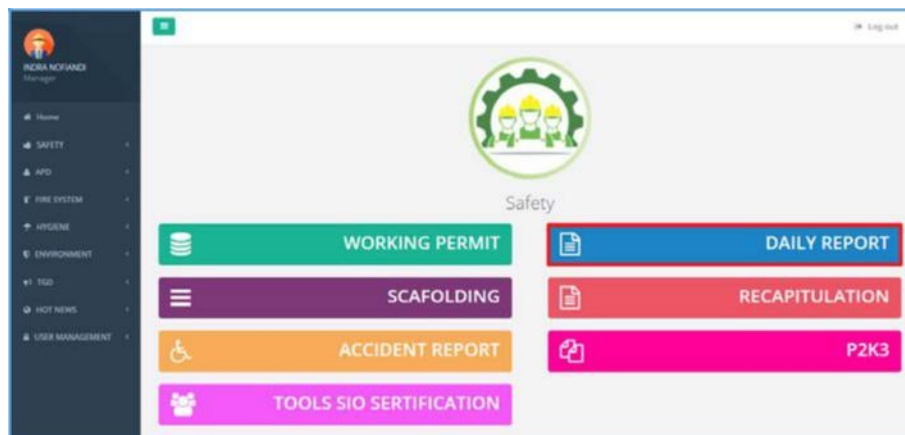 INDRA NOFIANDI
Manager
Home
SAFETY
APD
FIRE SYSTEM
HYGIENE
ENVIRONMENT
TGD
HOT NEWS
USER MANAGEMENT
Log out
Safety
WORKING PERMIT
DAILY REPORT
SCAFOLDING
RECAPITULATION
ACCIDENT REPORT
P2K3
TOOLS SIO SERTIFICATION